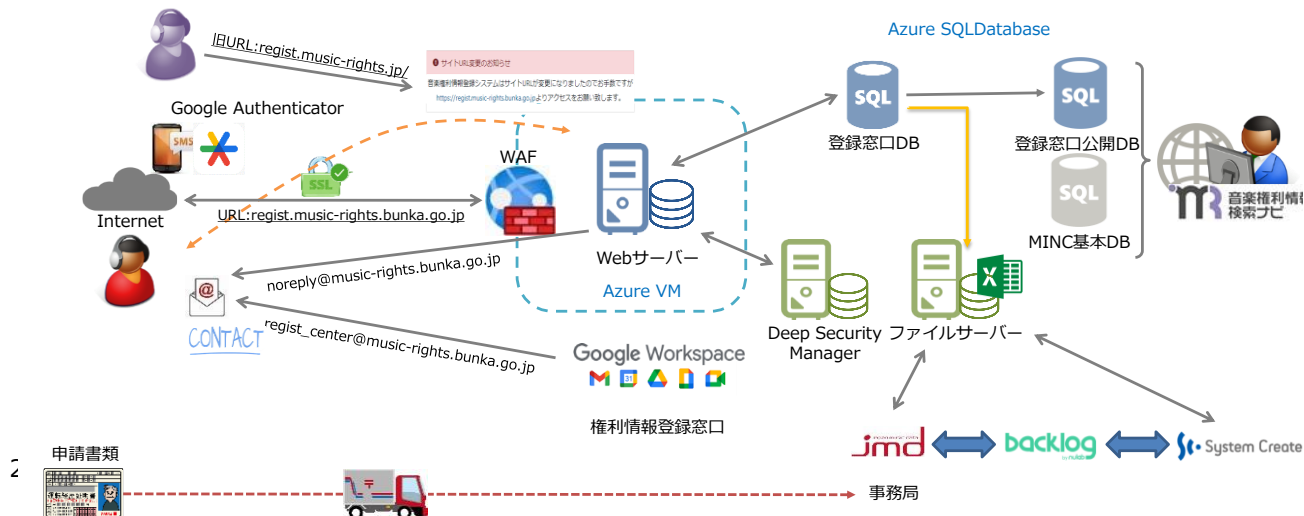 旧URL:regist.music-rights.jp/
サイトURL変更のお知らせ
音楽権利情報登録システムはサイトURLが変更になりましたのでお手数ですが
https://regist.music-rights.bunka.go.jpよりアクセスをお願い致します。
Azure SQLDatabase
Google Authenticator
SMS
SSL
WAF
SQL
SQL
登録窓口DB
登録窓口公開DB
SQL
MINC基本DB
音楽権利情報
検索ナビ
Internet
URL:regist.music-rights.bunka.go.jp
Webサーバー
Azure VM
noreply@music-rights.bunka.go.jp
@
CONTACT
regist_center@music-rights.bunka.go.jp
X
Deep Security
Manager
ファイルサーバー
Google Workspace
31
権利情報登録窓口
jmd
backlog
by nulab
System Create
申請書類
〒
事務局